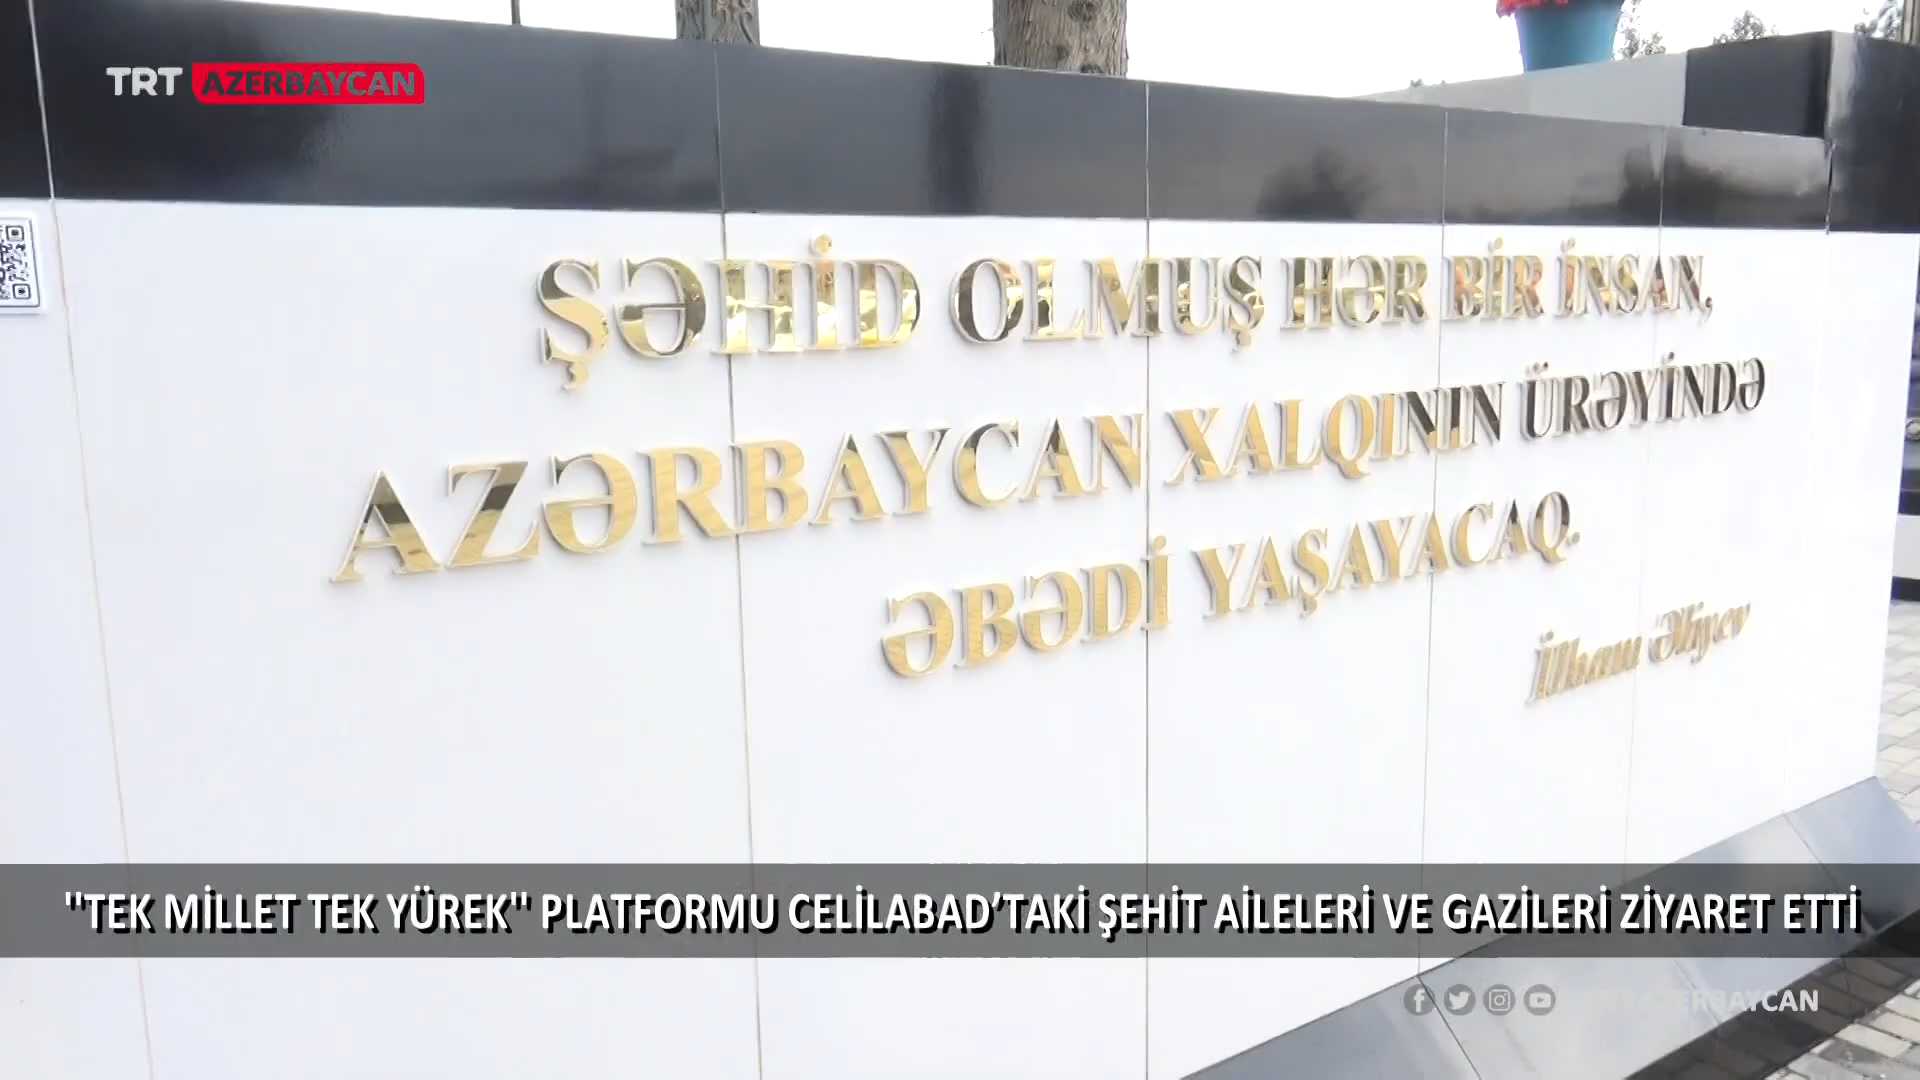 TRT AZERBAYCAN
ŞƏHİD OLMUŞ HƏR BİR İNSAN,
AZƏRBAYCAN XALQININ ÜRƏYİNDƏ
ƏBƏDİ YAŞAYACAQ.
İlham Əliyev
"TEK MİLLET TEK YÜREK" PLATFORMU CELİLABAD’TAKİ ŞEHİT AİLELERİ VE GAZİLERİ ZİYARET ETTİ
AZERBAYCAN